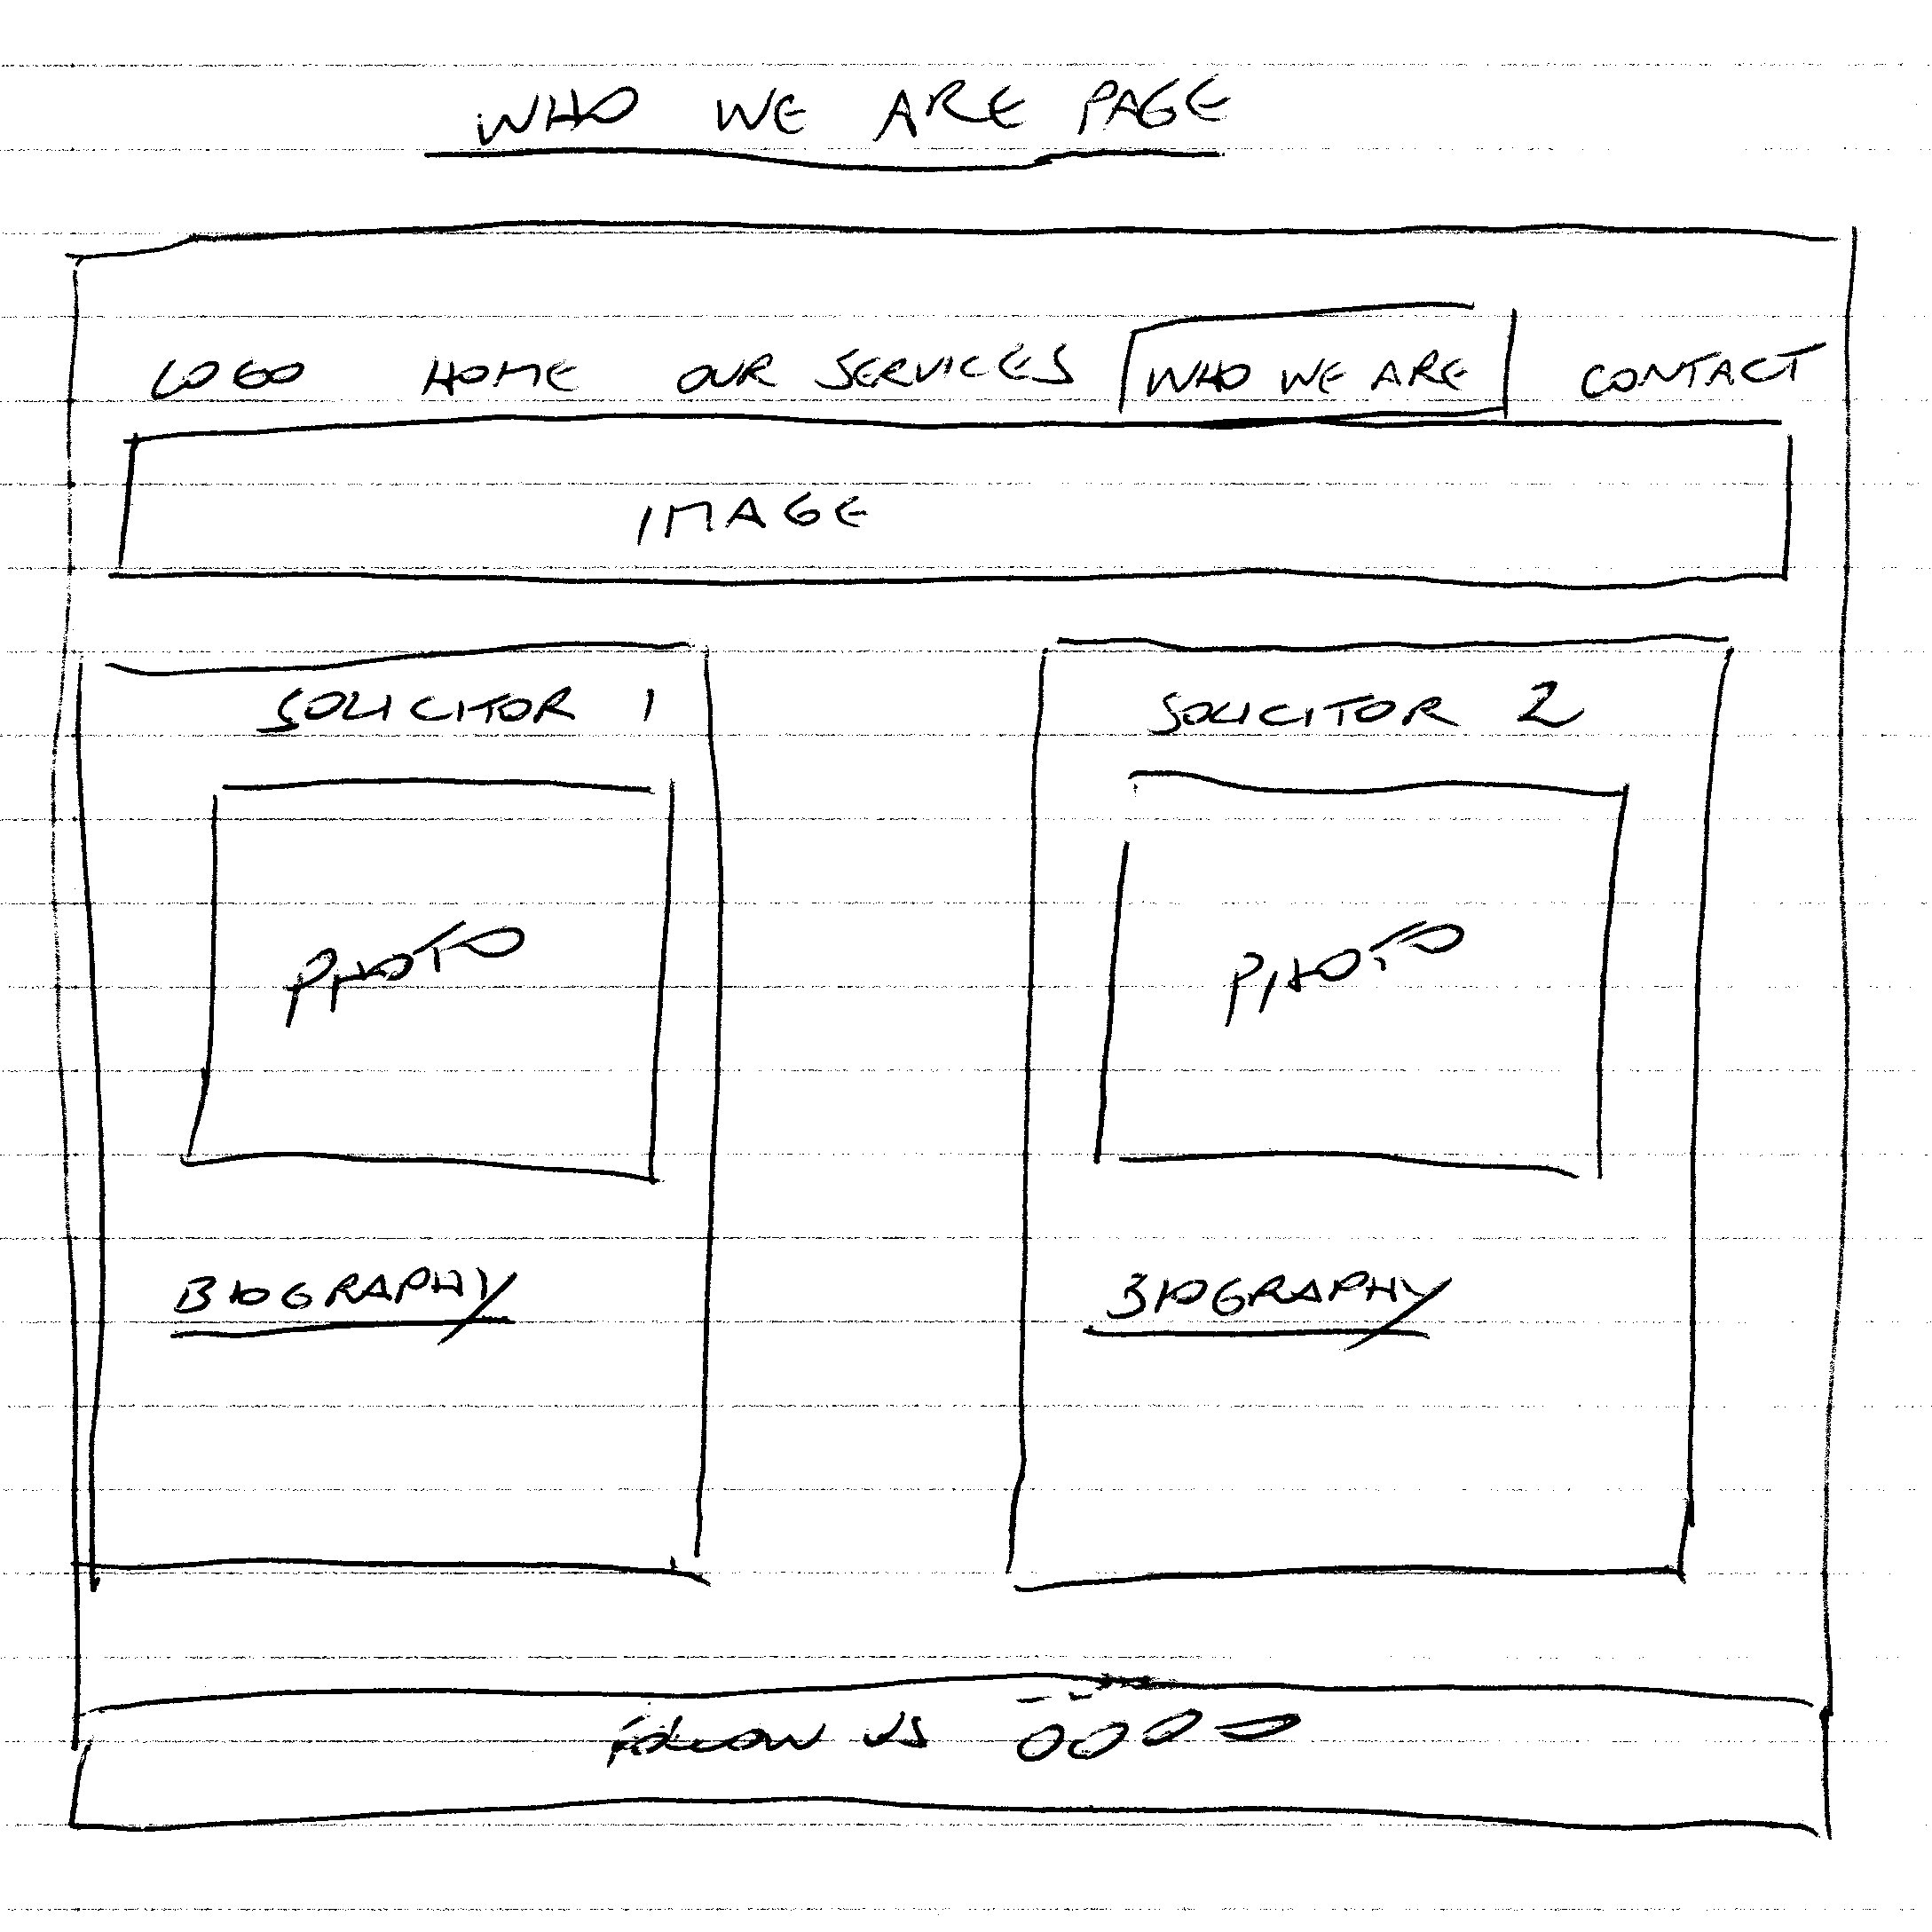 WHO WE ARE PAGE
LOGO HOME OUR SERVICES WHO WE ARE CONTACT
IMAGE
SOLICITOR 1
SOLICITOR 2
PHOTO
PHOTO
BIOGRAPHY
BIOGRAPHY
FOLLOW US